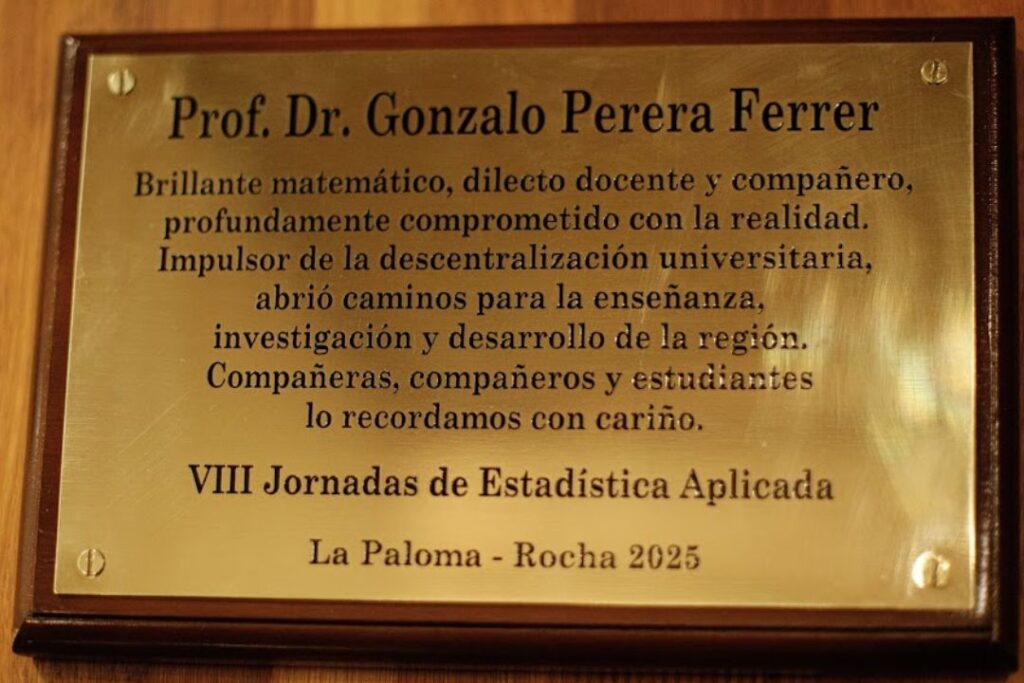 Prof. Dr. Gonzalo Perera Ferrer
Brillante matemático, dilecto docente y compañero,
profundamente comprometido con la realidad.
Impulsor de la descentralización universitaria,
abrió caminos para la enseñanza,
investigación y desarrollo de la región.
Compañeras, compañeros y estudiantes
lo recordamos con cariño.
VIII Jornadas de Estadística Aplicada
La Paloma - Rocha 2025